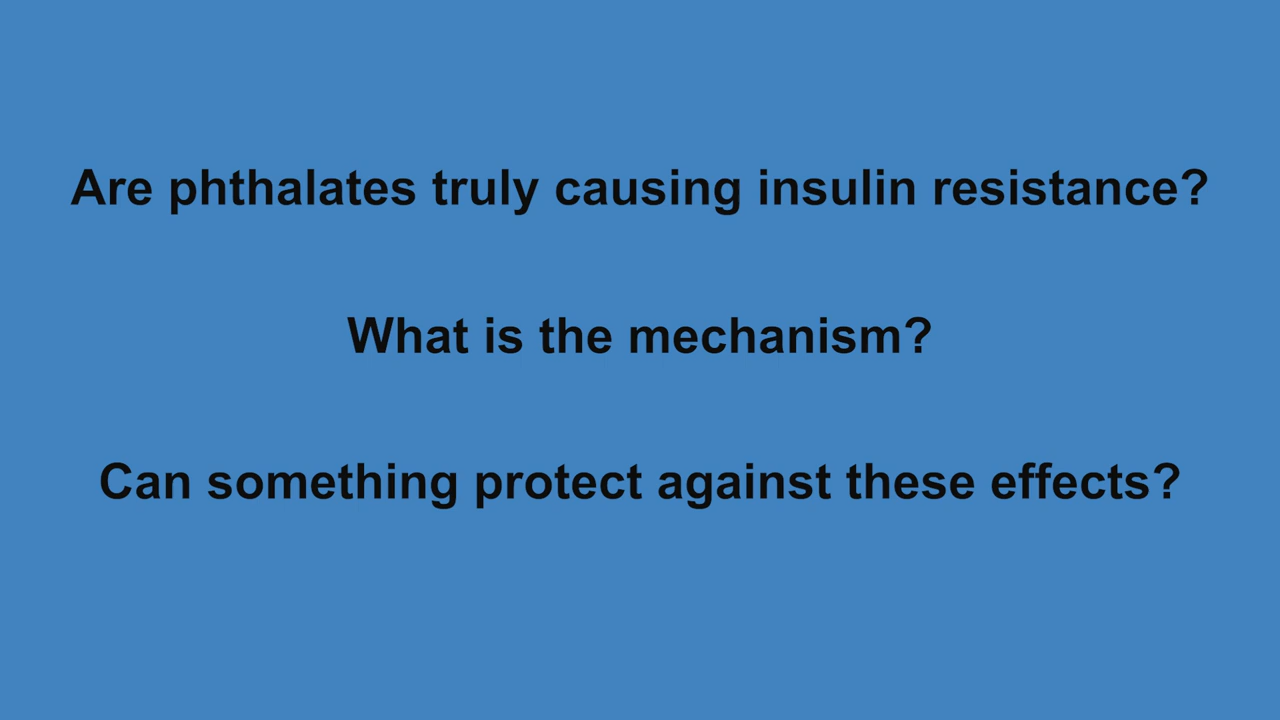 Are phthalates truly causing insulin resistance?
What is the mechanism?
Can something protect against these effects?